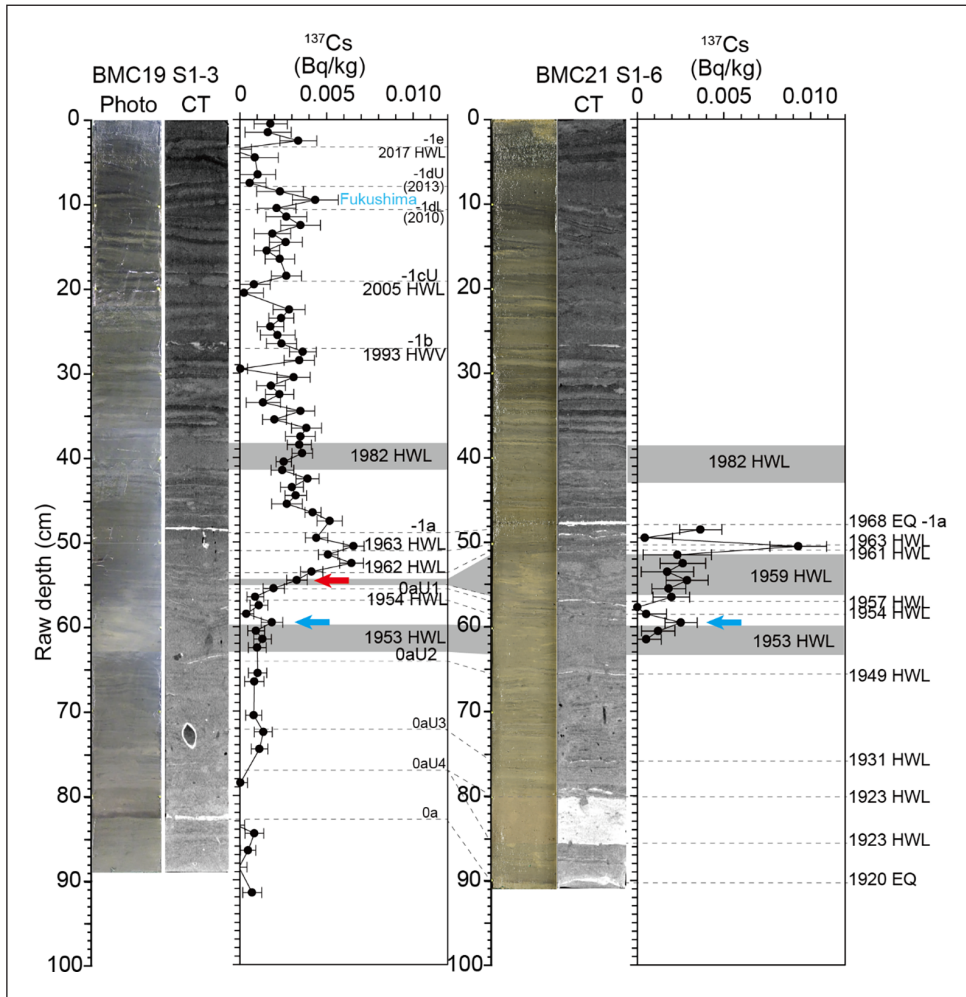 137Cs
(Bq/kg)
BMC19 S1-3
Photo CT
0 0.005 0.010
137Cs
(Bq/kg)
BMC21 S1-6
CT
0 0.005 0.010
Raw depth (cm)
0
10
20
30
40
50
60
70
80
90
100
-1e
2017 HWL
-1dU
(2013)
Fukushima
-1dL
(2010)
-1cU
2005 HWL
-1b
1993 HWV
1982 HWL
-1a
1963 HWL
1962 HWL
0aU1
1954 HWL
1953 HWL
0aU2
0aU3
0aU4
0a
0
10
20
30
40
50
60
70
80
90
100
1982 HWL
1968 EQ -1a
1963 HWL
1961 HWL
1959 HWL
1957 HWL
1954 HWL
1953 HWL
1949 HWL
1931 HWL
1923 HWL
1923 HWL
1920 EQ